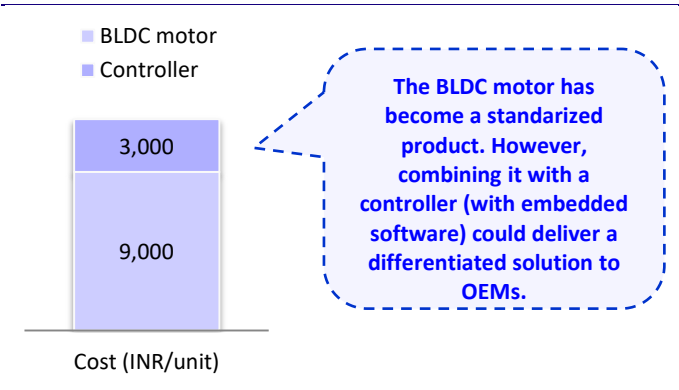 BLDC motor
Controller
3,000
9,000
Cost (INR/unit)
The BLDC motor has
become a standarized
product. However,
combining it with a
controller (with embedded
software) could deliver a
differentiated solution to
OEMs.